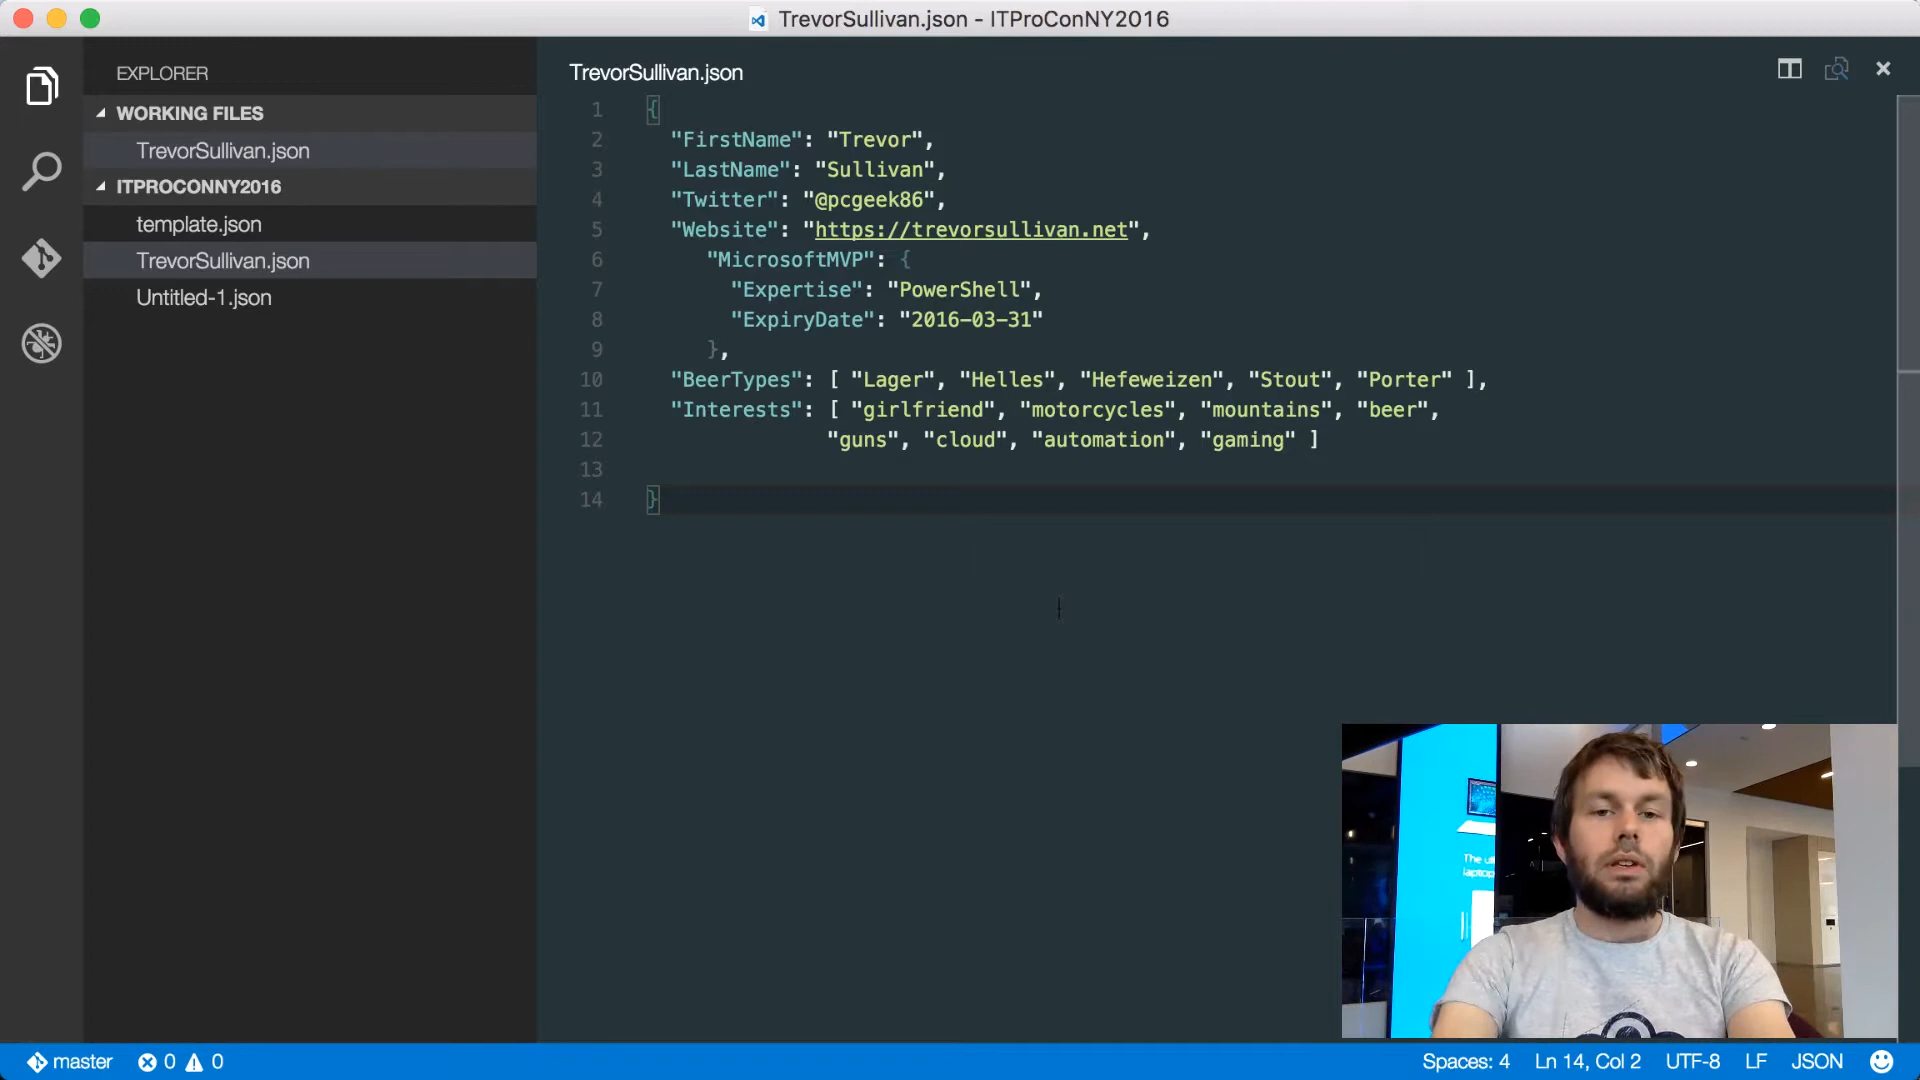 TrevorSullivan.json - ITProConNY2016
EXPLORER
WORKING FILES
TrevorSullivan.json
ITPROCONNY2016
template.json
TrevorSullivan.json
Untitled-1.json
TrevorSullivan.json
1 {
2 "FirstName": "Trevor",
3 "LastName": "Sullivan",
4 "Twitter": "@pcgeek86",
5 "Website": "https://trevorsullivan.net",
6 "MicrosoftMVP": {
7 "Expertise": "PowerShell",
8 "ExpiryDate": "2016-03-31"
9 },
10 "BeerTypes": [ "Lager", "Helles", "Hefeweizen", "Stout", "Porter" ],
11 "Interests": [ "girlfriend", "motorcycles", "mountains", "beer",
12 "guns", "cloud", "automation", "gaming" ]
13
14 }
The
laptop
master 0 0 Spaces: 4 Ln 14, Col 2 UTF-8 LF JSON